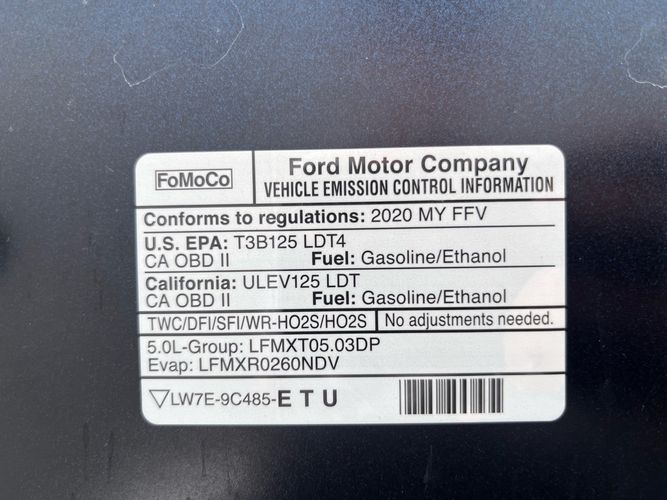 FoMoCo
Ford Motor Company
VEHICLE EMISSION CONTROL INFORMATION
Conforms to regulations: 2020 MY FFV
U.S. EPA: T3B125 LDT4
CA OBD II Fuel: Gasoline/Ethanol
California: ULEV125 LDT
CA OBD II Fuel: Gasoline/Ethanol
TWC/DFI/SFI/WR-HO2S/HO2S No adjustments needed.
5.0L-Group: LFMXT05.03DP
Evap: LFMXR0260NDV
▽LW7E-9C485-E T U